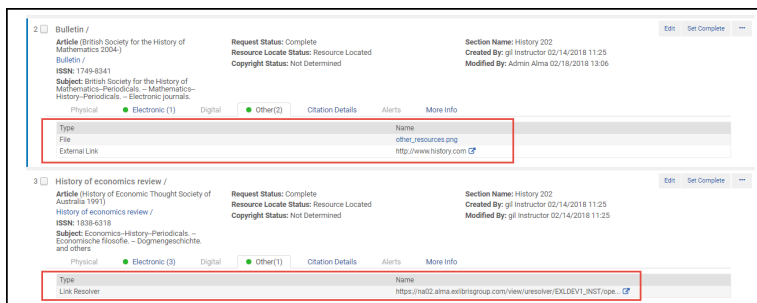 2 Bulletin / Edit Set Complete ...
Article (British Society for the History of Request Status: Complete Section Name: History 202
Mathematics 2004-) Resource Locate Status: Resource Located Created By: gil Instructor 02/14/2018 11:25
Bulletin / Copyright Status: Not Determined Modified By: Admin Alma 02/18/2018 13:06
ISSN: 1749-8341
Subject: British Society for the History of
Mathematics--Periodicals. -- Mathematics--
History--Periodicals. -- Electronic journals.
Physical Electronic (1) Digital Other(2) Citation Details Alerts More Info
Type Name
File other_resources.png
External Link http://www.history.com
3 History of economics review / Edit Set Complete ...
Article (History of Economic Thought Society of Request Status: Complete Section Name: History 202
Australia 1991) Resource Locate Status: Resource Located Created By: gil Instructor 02/14/2018 11:25
History of economics review / Copyright Status: Not Determined Modified By: gil Instructor 02/14/2018 11:25
ISSN: 1838-6318
Subject: Economics--History--Periodicals. --
Economische filosofie. -- Dogmengeschichte.
and others
Physical Electronic (3) Digital Other(1) Citation Details Alerts More Info
Type Name
Link Resolver https://na02.alma.exlibrisgroup.com/view/uresolver/EXLDEV1_INST/ope...